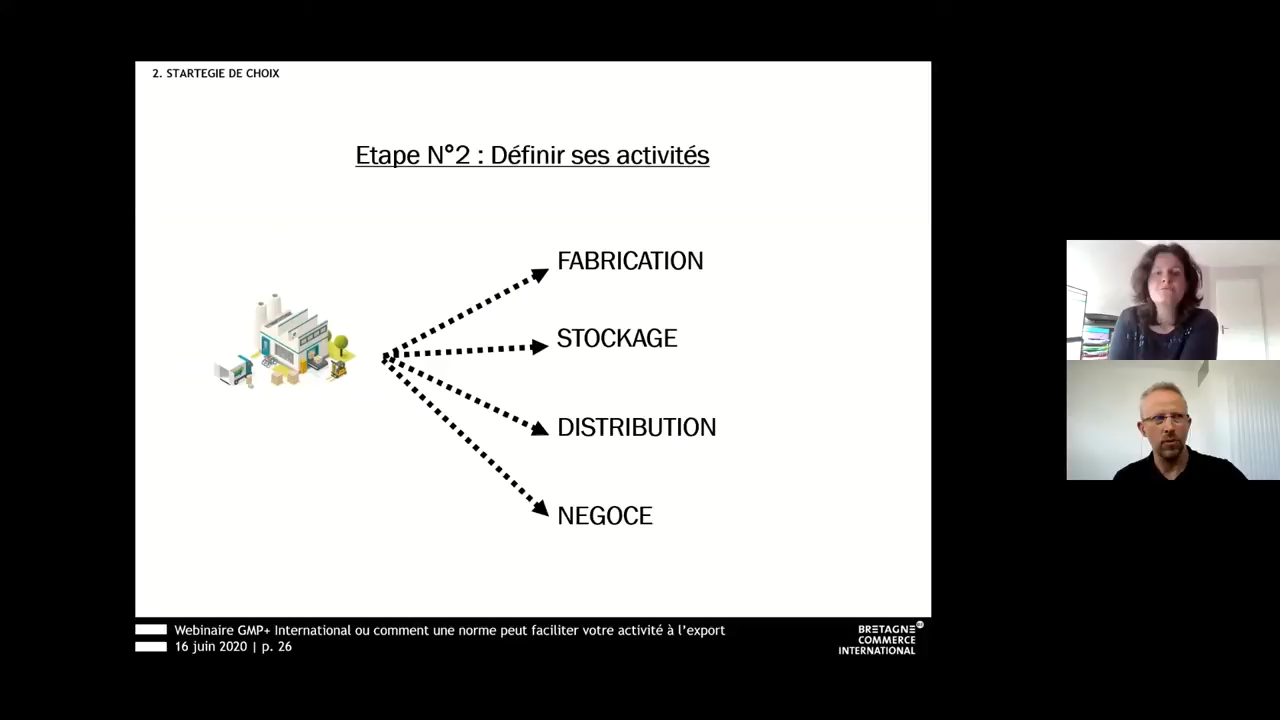 2. STARTEGIE DE CHOIX
Etape N°2 : Définir ses activités
FABRICATION
STOCKAGE
DISTRIBUTION
NEGOCE
Webinaire GMP+ International ou comment une norme peut faciliter votre activité à l’export
16 juin 2020 | p. 26
BRETAGNE
COMMERCE
INTERNATIONAL